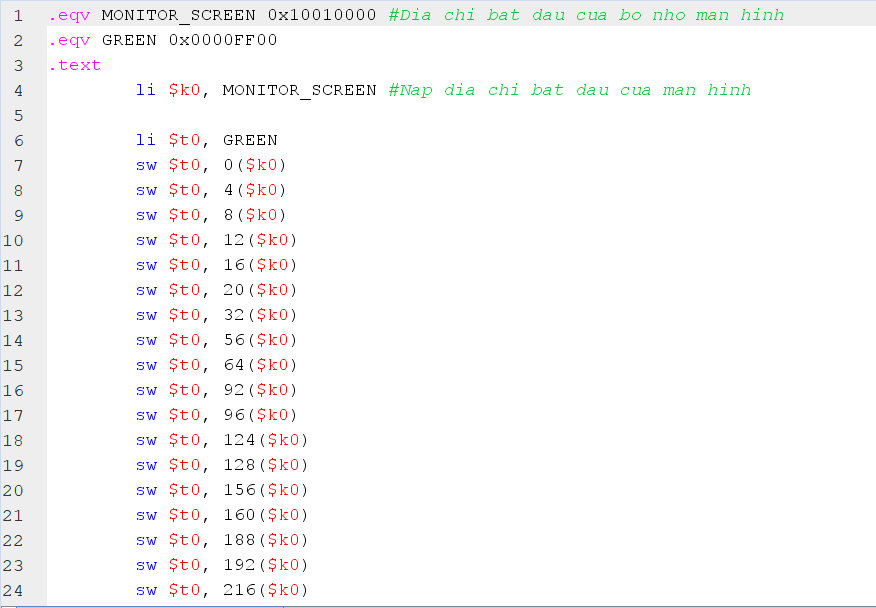 1 .eqv MONITOR_SCREEN 0x10010000 #Dia chi bat dau cua bo nho man hinh
2 .eqv GREEN 0x0000FF00
3 .text
4 li $k0, MONITOR_SCREEN #Nap dia chi bat dau cua man hinh
5
6 li $t0, GREEN
7 sw $t0, 0($k0)
8 sw $t0, 4($k0)
9 sw $t0, 8($k0)
10 sw $t0, 12($k0)
11 sw $t0, 16($k0)
12 sw $t0, 20($k0)
13 sw $t0, 32($k0)
14 sw $t0, 56($k0)
15 sw $t0, 64($k0)
16 sw $t0, 92($k0)
17 sw $t0, 96($k0)
18 sw $t0, 124($k0)
19 sw $t0, 128($k0)
20 sw $t0, 156($k0)
21 sw $t0, 160($k0)
22 sw $t0, 188($k0)
23 sw $t0, 192($k0)
24 sw $t0, 216($k0)